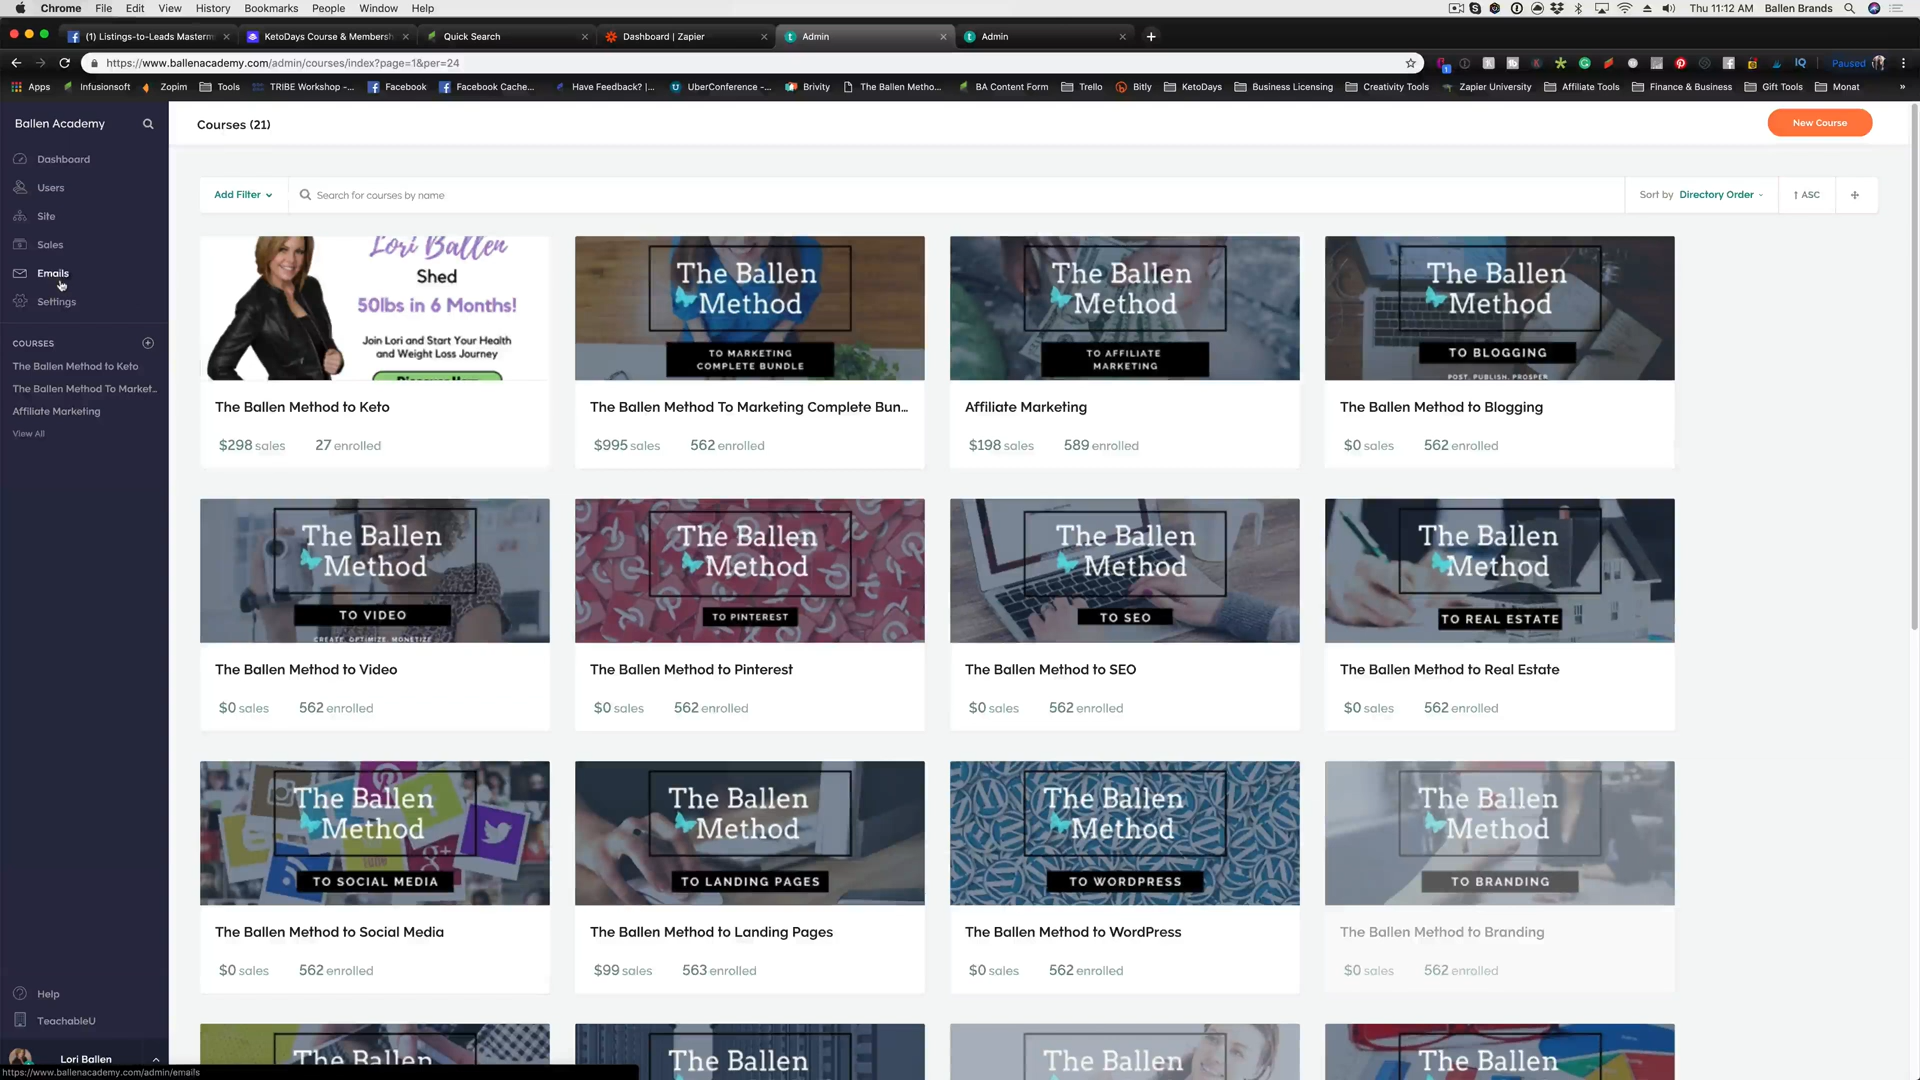 Chrome File Edit View History Bookmarks People Window Help
Thu 11:12 AM Ballen Brands
(1) Listings-to-Leads Masterm
KetoDays Course & Membersh
Quick Search
Dashboard | Zapier
Admin
Admin
https://www.ballenacademy.com/admin/courses/index?page=1&per=24
Paused
Apps Infusionsoft Zopim Tools TRIBE Workshop -... Facebook Facebook Cache... Have Feedback? |... UberConference -... Brivity The Ballen Metho... BA Content Form Trello Bitly KetoDays Business Licensing Creativity Tools Zapier University Affiliate Tools Finance & Business Gift Tools Monat »
Ballen Academy
Dashboard
Users
Site
Sales
Emails
Settings
COURSES
The Ballen Method to Keto
The Ballen Method To Market...
Affiliate Marketing
View All
Help
TeachableU
Lori Ballen
https://www.ballenacademy.com/admin/emails
Courses (21)
New Course
Add Filter
Search for courses by name
Sort by Directory Order
↑ ASC
Lori Ballen
Shed
50lbs in 6 Months!
Join Lori and Start Your Health
and Weight Loss Journey
The Ballen Method to Keto
$298 sales 27 enrolled
The Ballen
Method
TO MARKETING
COMPLETE BUNDLE
The Ballen Method To Marketing Complete Bun...
$995 sales 562 enrolled
The Ballen
Method
TO AFFILIATE
MARKETING
Affiliate Marketing
$198 sales 589 enrolled
The Ballen
Method
TO BLOGGING
POST. PUBLISH. PROSPER.
The Ballen Method to Blogging
$0 sales 562 enrolled
The Ballen
Method
TO VIDEO
CREATE. OPTIMIZE. MONETIZE
The Ballen Method to Video
$0 sales 562 enrolled
The Ballen
Method
TO PINTEREST
The Ballen Method to Pinterest
$0 sales 562 enrolled
The Ballen
Method
TO SEO
The Ballen Method to SEO
$0 sales 562 enrolled
The Ballen
Method
TO REAL ESTATE
The Ballen Method to Real Estate
$0 sales 562 enrolled
The Ballen
Method
TO SOCIAL MEDIA
The Ballen Method to Social Media
$0 sales 562 enrolled
The Ballen
Method
TO LANDING PAGES
The Ballen Method to Landing Pages
$99 sales 563 enrolled
The Ballen
Method
TO WORDPRESS
The Ballen Method to WordPress
$0 sales 562 enrolled
The Ballen
Method
TO BRANDING
The Ballen Method to Branding
$0 sales 562 enrolled
The Ballen
The Ballen
The Ballen
The Ballen